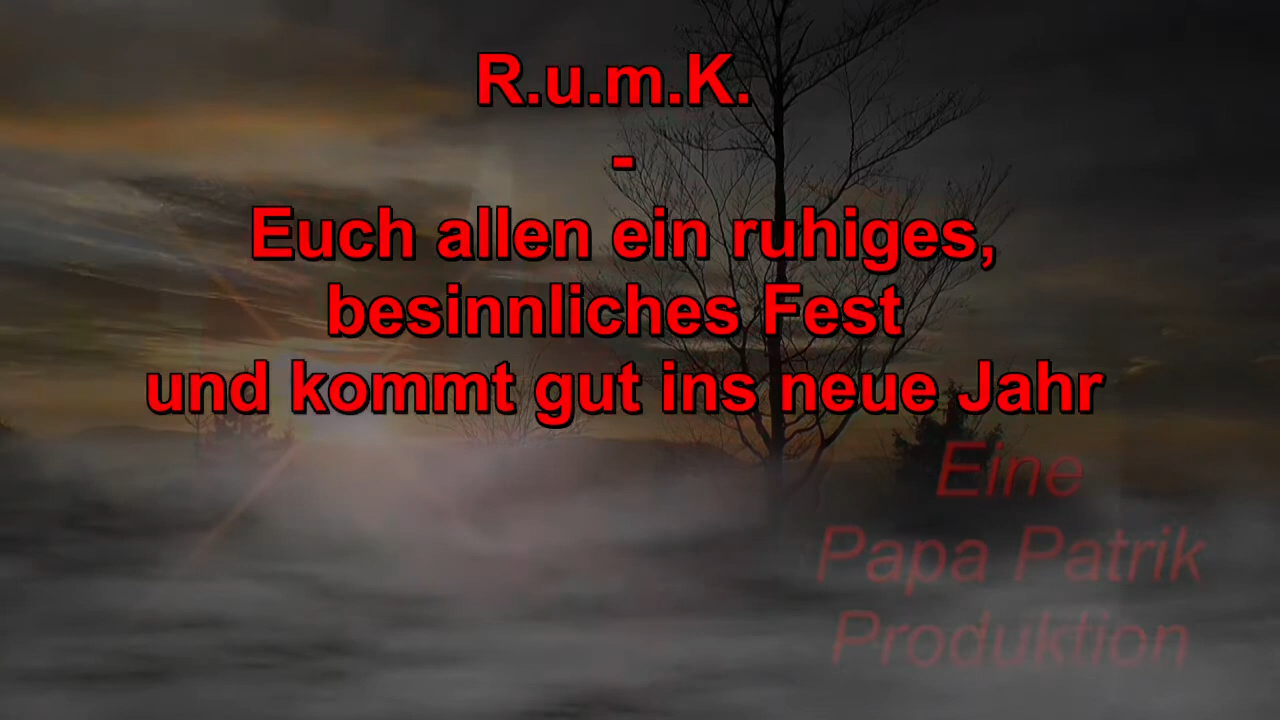 R.u.m.K.
-
Euch allen ein ruhiges,
besinnliches Fest
und kommt gut ins neue Jahr
Eine
Papa Patrik
Produktion